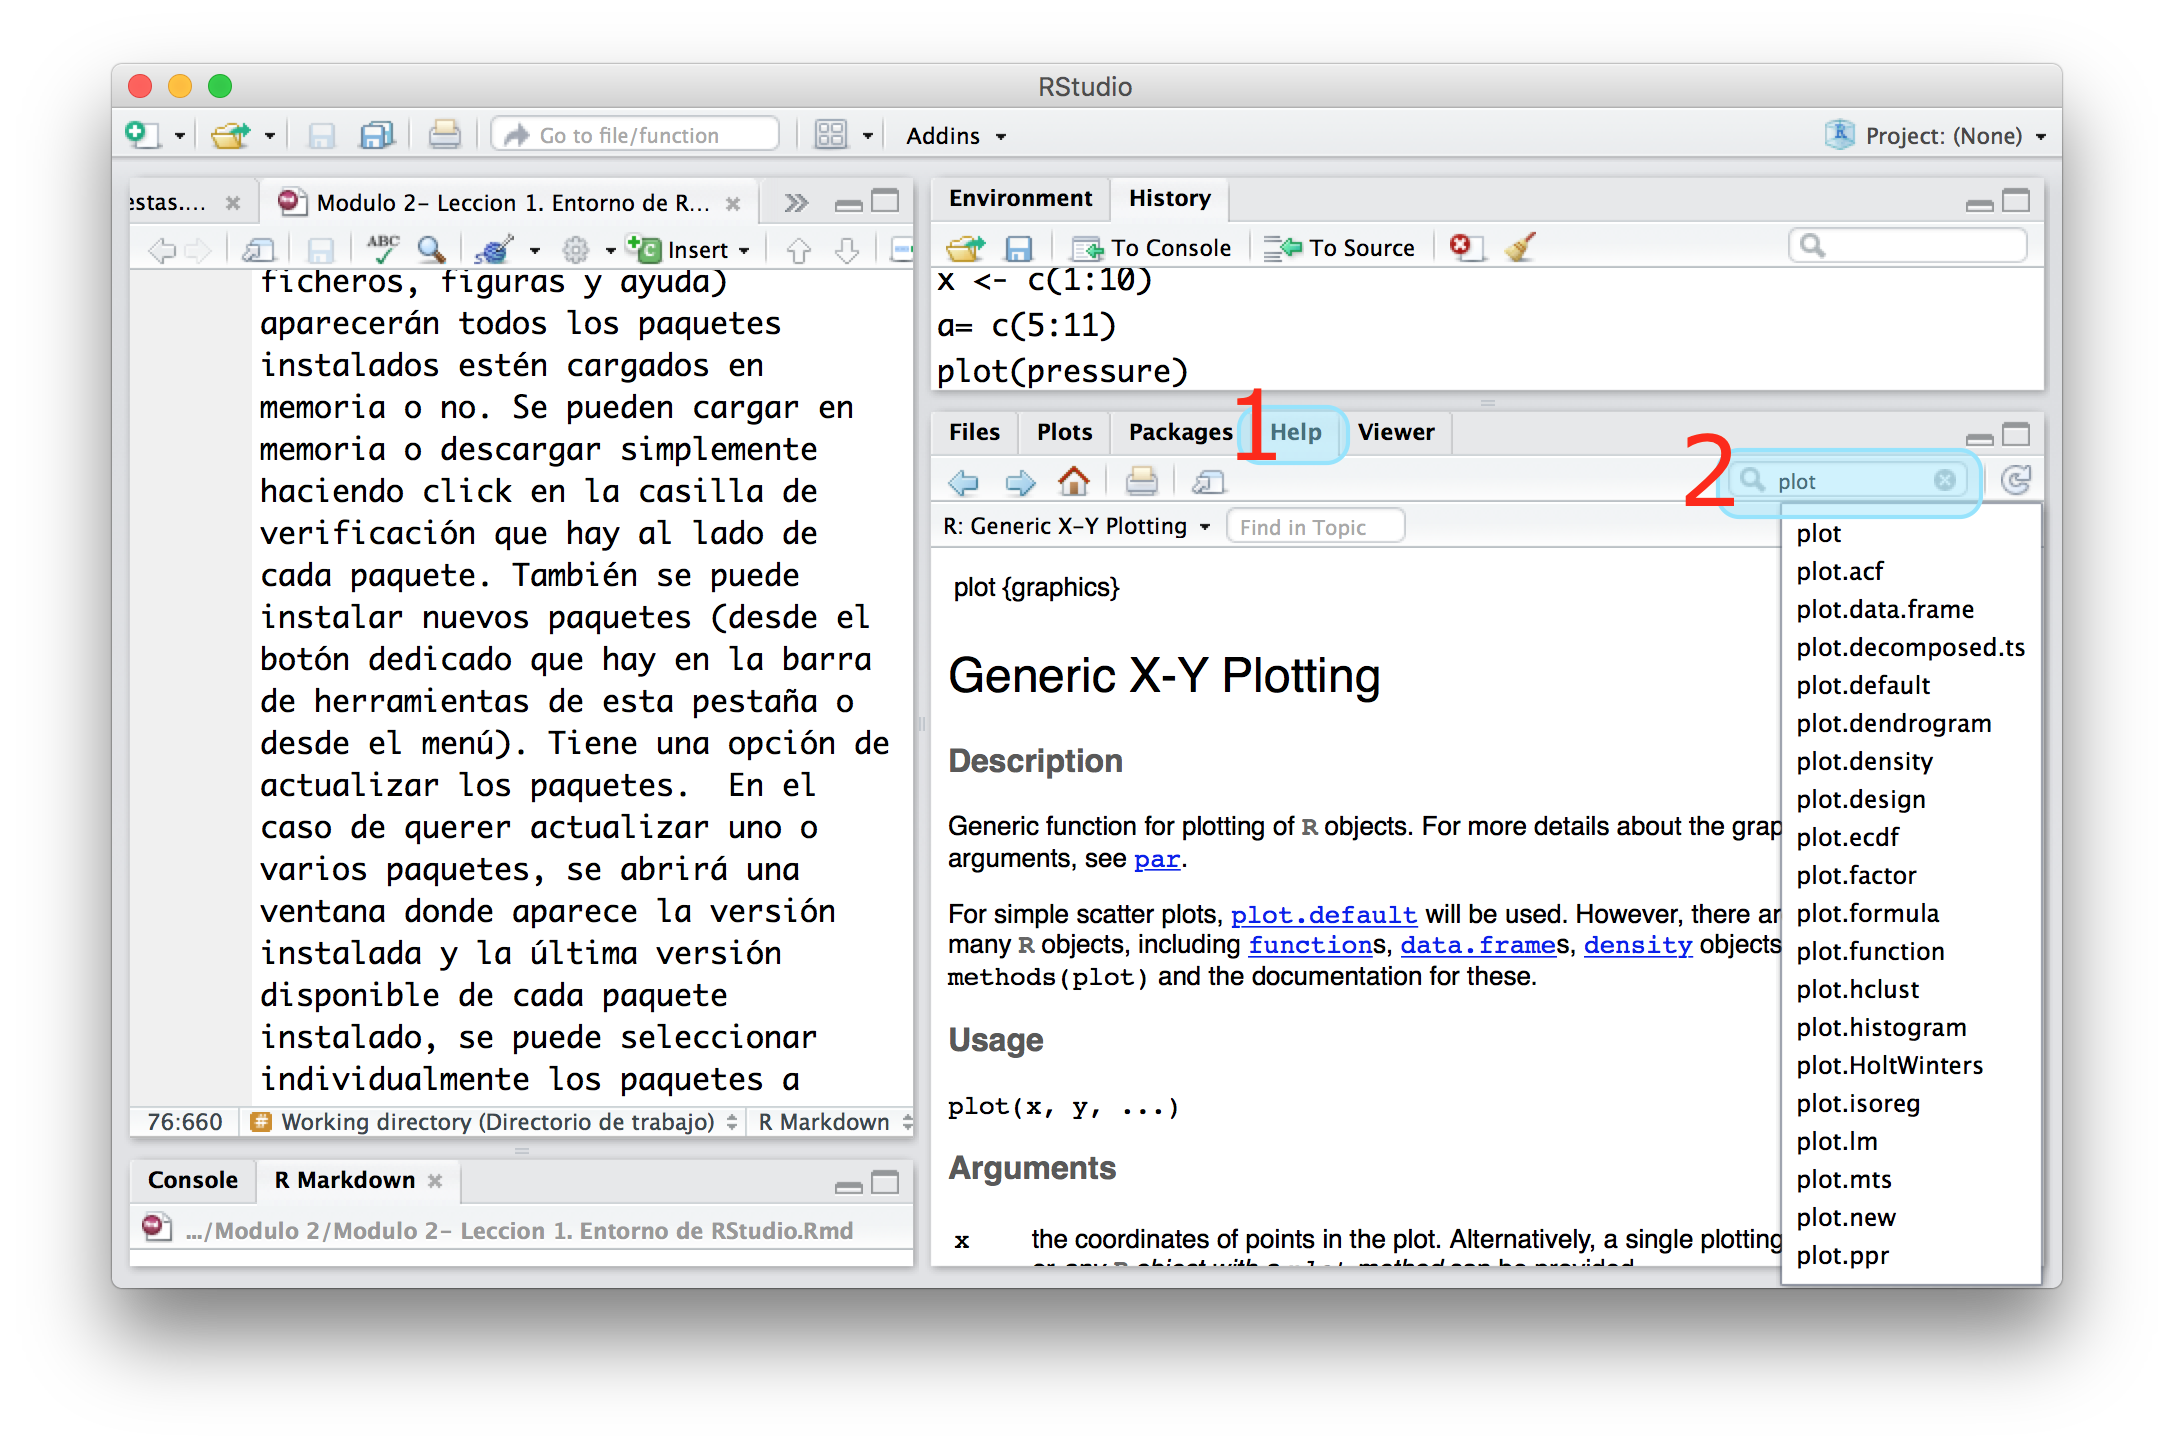 RStudio
Go to file/function
Addins
Project: (None)
estas....
Modulo 2- Leccion 1. Entorno de R...
ABC
Insert
ficheros, figuras y ayuda)
aparecerán todos los paquetes
instalados estén cargados en
memoria o no. Se pueden cargar en
memoria o descargar simplemente
haciendo click en la casilla de
verificación que hay al lado de
cada paquete. También se puede
instalar nuevos paquetes (desde el
botón dedicado que hay en la barra
de herramientas de esta pestaña o
desde el menú). Tiene una opción de
actualizar los paquetes.  En el
caso de querer actualizar uno o
varios paquetes, se abrirá una
ventana donde aparece la versión
instalada y la última versión
disponible de cada paquete
instalado, se puede seleccionar
individualmente los paquetes a
76:660
# Working directory (Directorio de trabajo)
R Markdown
Console
R Markdown
.../Modulo 2/Modulo 2- Leccion 1. Entorno de RStudio.Rmd
Environment
History
To Console
To Source
x <- c(1:10)
a= c(5:11)
plot(pressure)
1
Files
Plots
Packages
Help
Viewer
2
plot
R: Generic X-Y Plotting
Find in Topic
plot {graphics}
Generic X-Y Plotting
Description
Generic function for plotting of R objects. For more details about the grap
arguments, see par.
For simple scatter plots, plot.default will be used. However, there ar
many R objects, including functions, data.frames, density objects
methods(plot) and the documentation for these.
Usage
plot(x, y, ...)
Arguments
x the coordinates of points in the plot. Alternatively, a single plotting
or any R object with a plot method can be provided
plot
plot.acf
plot.data.frame
plot.decomposed.ts
plot.default
plot.dendrogram
plot.density
plot.design
plot.ecdf
plot.factor
plot.formula
plot.function
plot.hclust
plot.histogram
plot.HoltWinters
plot.isoreg
plot.lm
plot.mts
plot.new
plot.ppr